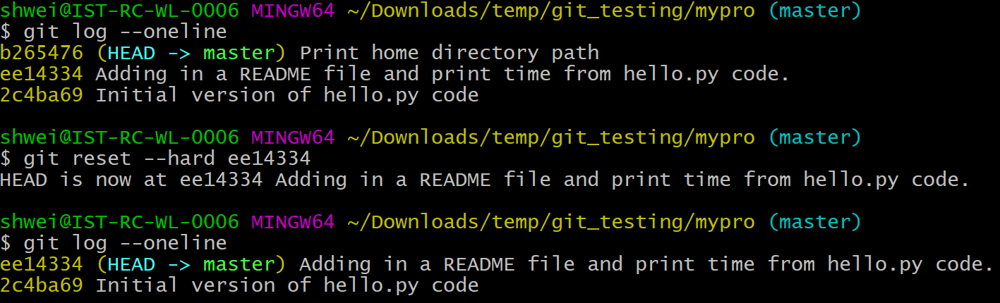 shwei@IST-RC-WL-0006 MINGW64 ~/Downloads/temp/git_testing/mypro (master)
$ git log --oneline
b265476 (HEAD -> master) Print home directory path
ee14334 Adding in a README file and print time from hello.py code.
2c4ba69 Initial version of hello.py code
shwei@IST-RC-WL-0006 MINGW64 ~/Downloads/temp/git_testing/mypro (master)
$ git reset --hard ee14334
HEAD is now at ee14334 Adding in a README file and print time from hello.py code.
shwei@IST-RC-WL-0006 MINGW64 ~/Downloads/temp/git_testing/mypro (master)
$ git log --oneline
ee14334 (HEAD -> master) Adding in a README file and print time from hello.py code.
2c4ba69 Initial version of hello.py code